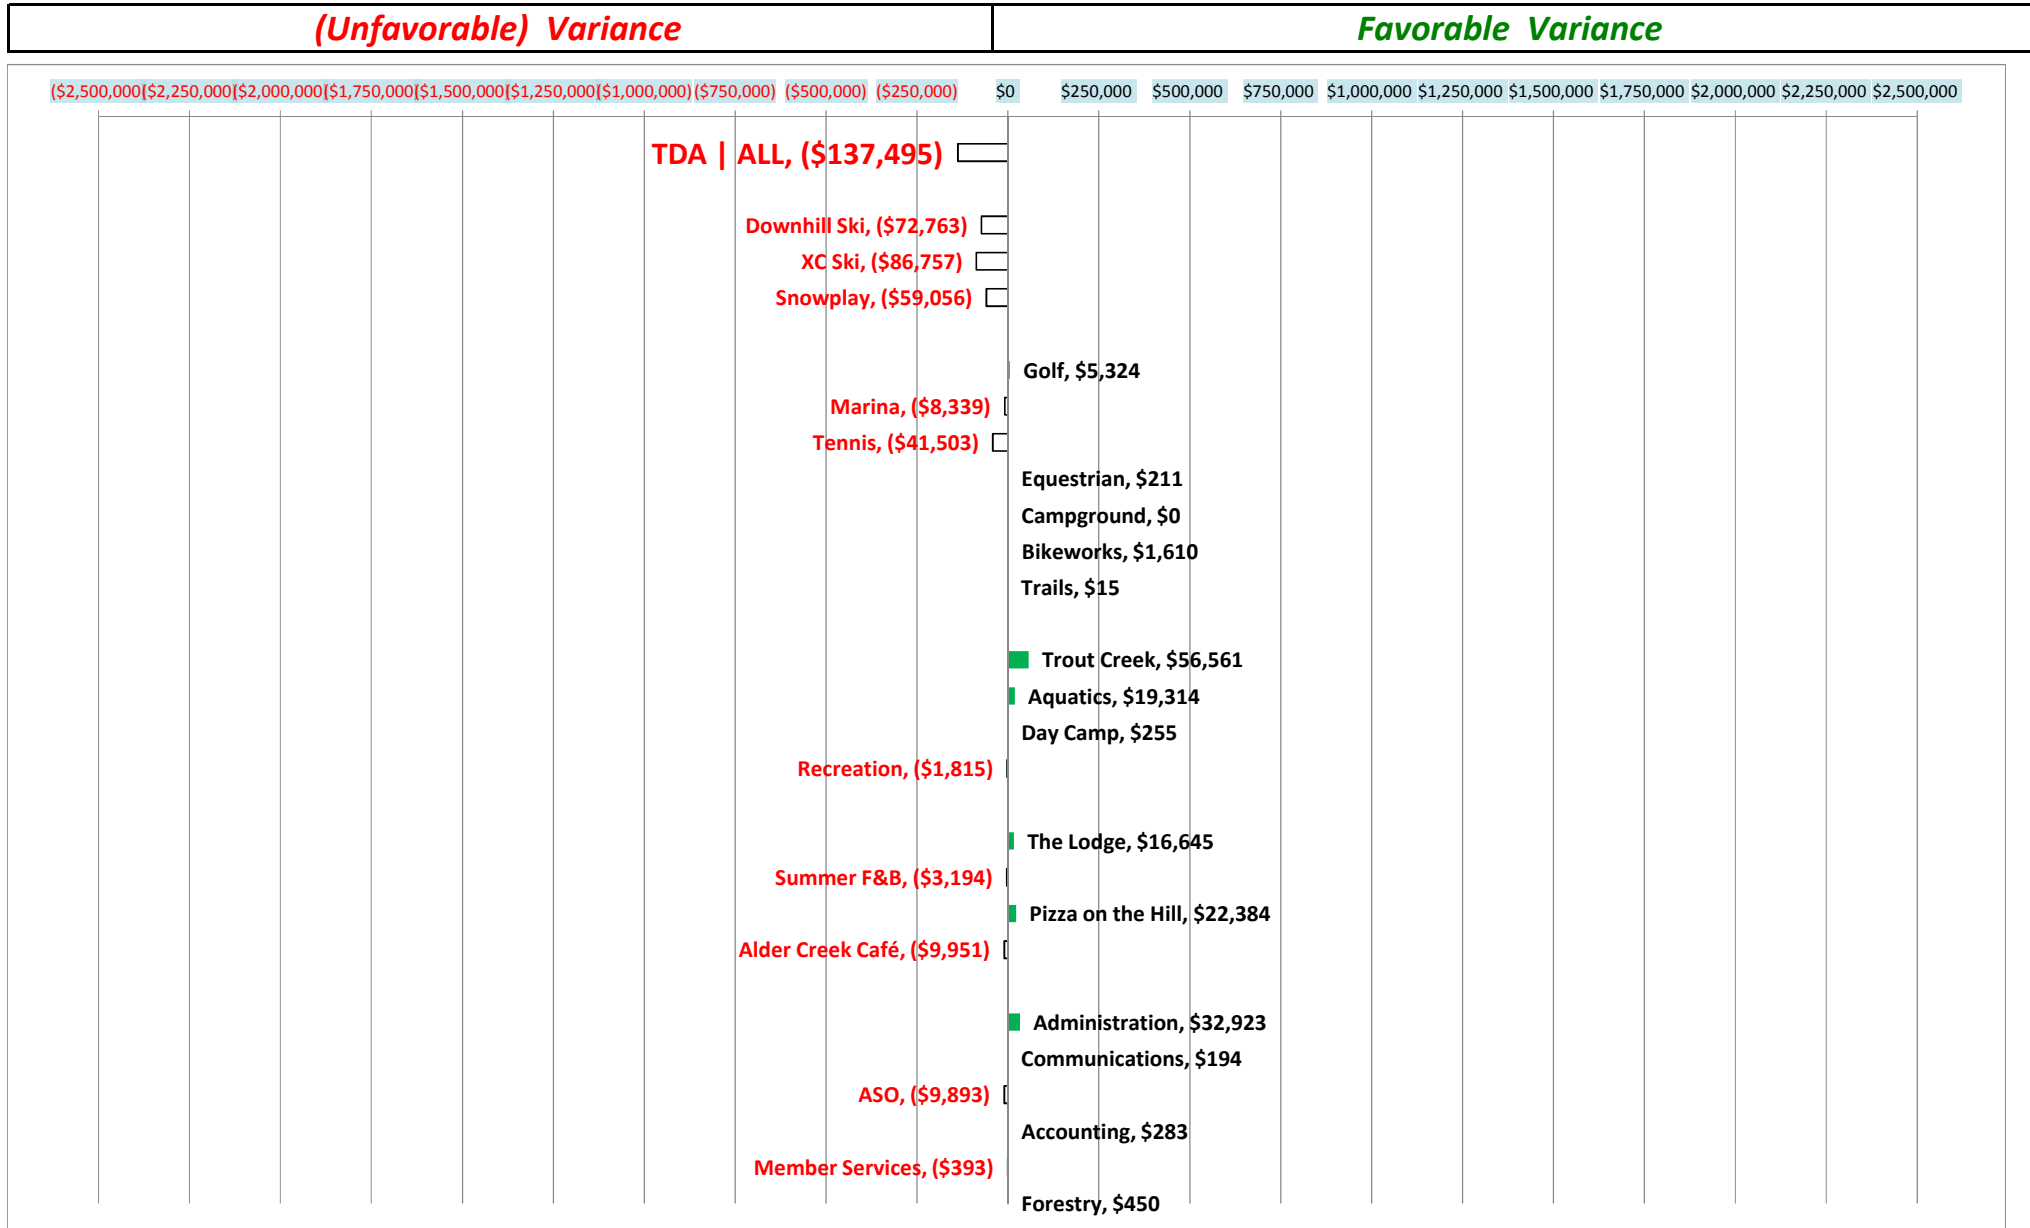 (Unfavorable) Variance
Favorable Variance
($2,500,000) ($2,250,000) ($2,000,000) ($1,750,000) ($1,500,000) ($1,250,000) ($1,000,000) ($750,000) ($500,000) ($250,000) $0 $250,000 $500,000 $750,000 $1,000,000 $1,250,000 $1,500,000 $1,750,000 $2,000,000 $2,250,000 $2,500,000
TDA | ALL, ($137,495)
Downhill Ski, ($72,763)
XC Ski, ($86,757)
Snowplay, ($59,056)
Golf, $5,324
Marina, ($8,339)
Tennis, ($41,503)
Equestrian, $211
Campground, $0
Bikeworks, $1,610
Trails, $15
Trout Creek, $56,561
Aquatics, $19,314
Day Camp, $255
Recreation, ($1,815)
The Lodge, $16,645
Summer F&B, ($3,194)
Pizza on the Hill, $22,384
Alder Creek Café, ($9,951)
Administration, $32,923
Communications, $194
ASO, ($9,893)
Accounting, $283
Member Services, ($393)
Forestry, $450